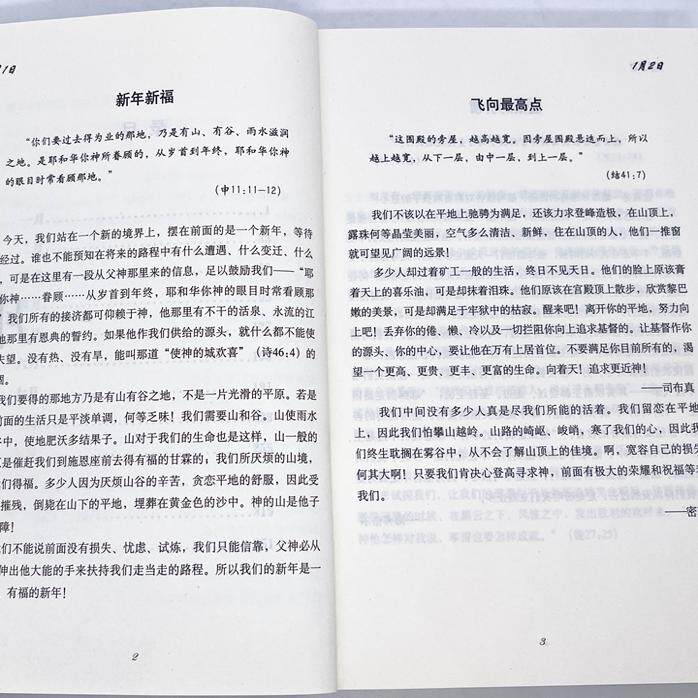 月1日
新年新福
“你们要过去得为业的那地，乃是有山、有谷、雨水滋润
之地。是耶和华你神所眷顾的，从岁首到年终，耶和华你神
的眼目时常看顾那地。”
（申11:11—12）
今天，我们站在一个新的境界上，摆在前面的是一个新年，等待
经过。谁也不能预知在将来的路程中有什么遭遇、什么变迁、什么
，可是在这里有一段从父神那里来的信息，足以鼓励我们——“耶
你神……眷顾……从岁首到年终，耶和华你神的眼目时常看顾那
我们所有的接济都可仰赖于神，他那里有不干的活泉、永流的江
他那里有恩典的誓约。如果他作我们供给的源头，就什么都不能使
失望。没有热、没有旱，能叫那道“使神的城欢喜”（诗46:4）的
涸。
我们要得的那地方乃是有山有谷之地，不是一片光滑的平原。若是
前面的生活只是平淡单调，何等乏味！我们需要山和谷。山使雨水
谷中，使地肥沃多结果子。山对于我们的生命也是这样，山一般的
是催赶我们到施恩座前去得有福的甘霖的；我们所厌烦的山境，
我们得福。多少人因为厌烦山谷的辛苦，贪恋平地的舒服，因此受
摧残，倒毙在山下的平地，埋葬在黄金色的沙中。神的山是他子
障！
我们不能说前面没有损失、忧虑、试炼，我们只能信靠，父神必从
伸出他大能的手来扶持我们走当走的路程。所以我们的新年是一
有福的新年！
2
1月2日
飞向最高点
“这围殿的旁屋，越高越宽。因旁屋围殿悬迭而上，所以
越上越宽，从下一层，由中一层，到上一层。”
（结41:7）
我们不该以在平地上驰骋为满足，还该力求登峰造极，在山顶上，
露珠何等晶莹美丽，空气多么清洁、新鲜，住在山顶的人，他们一推窗
就可望见广阔的远景！
多少人却过着矿工一般的生活，终日不见天日。他们的脸上原该膏
着天上的喜乐油，可是却抹着泪珠。他们原该在宫殿顶上散步，欣赏黎巴
嫩的美景，可是却满足于牢狱中的枯寂。醒来吧！离开你的平地，努力向
上吧！丢弃你的倦、懒、冷以及一切拦阻你向上追求基督的。让基督作你
的源头、你的中心，要让他在万有上居首位。不要满足你目前所有的，渴
望一个更高、更贵、更丰、更富的生命。向着天！追求更近神！
——司布真
我们中间没有多少人真是尽我们所能的活着。我们留恋在平地
上，因此我们怕攀山越岭。山路的崎岖、峻峭，寒了我们的心，因此我
们终生耽搁在雾谷中，从不会了解山顶上的佳境。啊，宽容自己的损失
何其大啊！只要我们肯决心登高寻求神，前面有极大的荣耀和祝福等着
我们。
——密
3